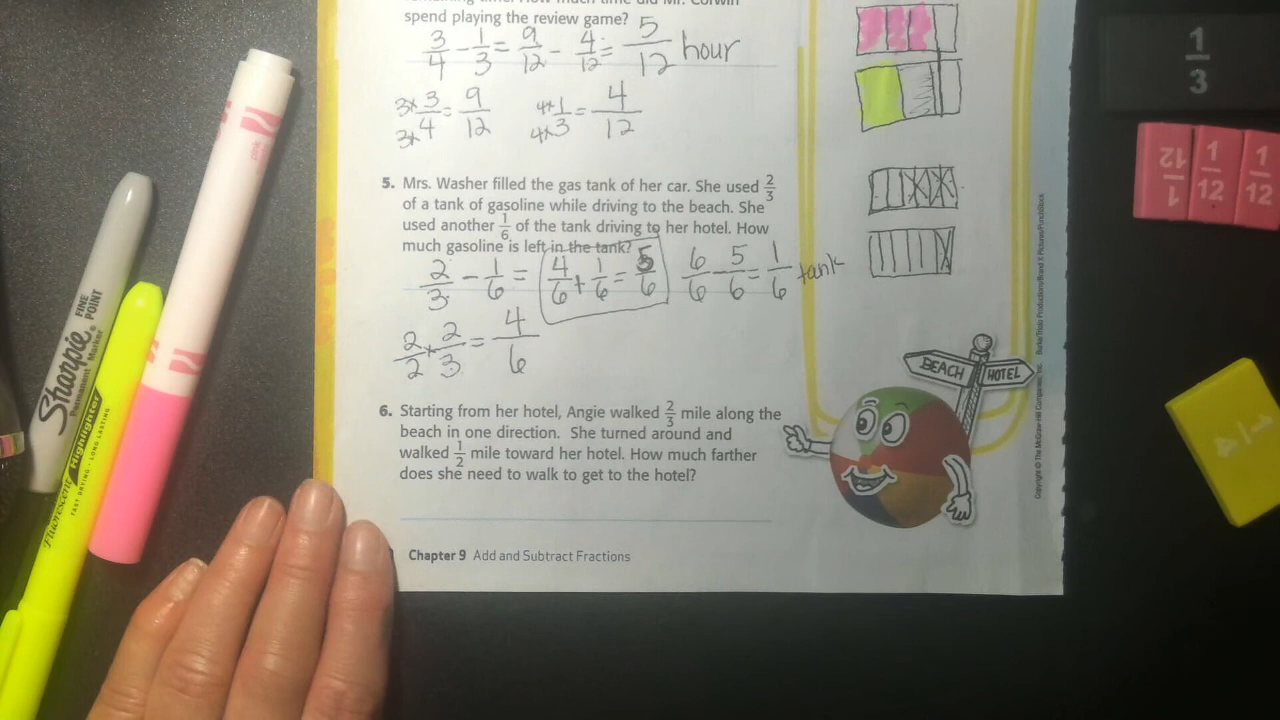 spend playing the review game?
3/4 - 1/3 = 9/12 - 4/12 = 5/12 hour
3× 3/3× 4 = 9/12 4× 1/4× 3 = 4/12
5. Mrs. Washer filled the gas tank of her car. She used 2/3
of a tank of gasoline while driving to the beach. She
used another 1/6 of the tank driving to her hotel. How
much gasoline is left in the tank?
2/3 - 1/6 = 4/6 + 1/6 = 5/6 6/6 - 5/6 = 1/6 tank
2/2 × 2/3 = 4/6
6. Starting from her hotel, Angie walked 2/3 mile along the
beach in one direction. She turned around and
walked 1/2 mile toward her hotel. How much farther
does she need to walk to get to the hotel?
Chapter 9 Add and Subtract Fractions
BEACH
HOTEL
1/3
1/12
1/12
1/12
1/4
Sharpie
FINE
POINT
Permanent Marker
Fluorescent Highlighter
FAST DRYING · LONG LASTING